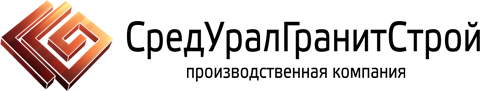 СредУралГранитСтрой
производственная компания